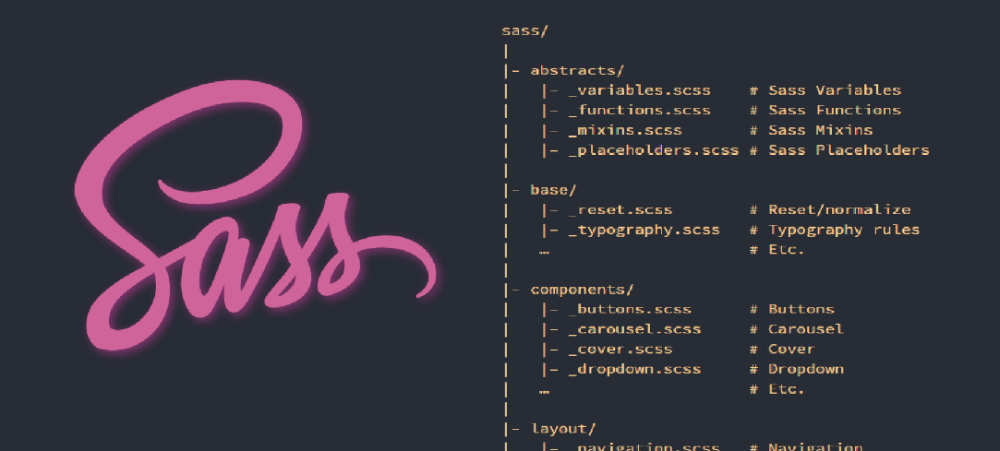 Sass
sass/
|
|- abstracts/
|   |- _variables.scss    # Sass Variables
|   |- _functions.scss    # Sass Functions
|   |- _mixins.scss       # Sass Mixins
|   |- _placeholders.scss # Sass Placeholders
|
|- base/
|   |- _reset.scss        # Reset/normalize
|   |- _typography.scss   # Typography rules
|   …                     # Etc.
|
|- components/
|   |- _buttons.scss      # Buttons
|   |- _carousel.scss     # Carousel
|   |- _cover.scss        # Cover
|   |- _dropdown.scss     # Dropdown
|   …                     # Etc.
|
|- layout/
|   |- _navigation.scss   # Navigation